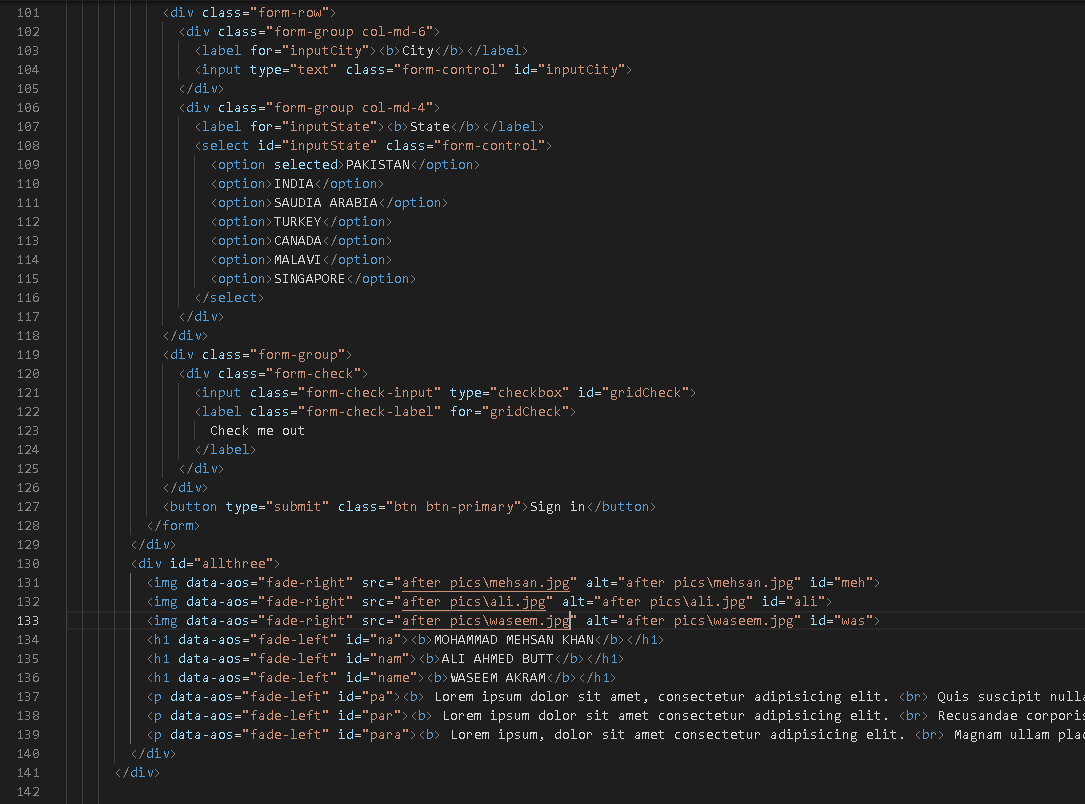 101 <div class="form-row">
102 <div class="form-group col-md-6">
103 <label for="inputCity"><b>City</b></label>
104 <input type="text" class="form-control" id="inputCity">
105 </div>
106 <div class="form-group col-md-4">
107 <label for="inputState"><b>State</b></label>
108 <select id="inputState" class="form-control">
109 <option selected>PAKISTAN</option>
110 <option>INDIA</option>
111 <option>SAUDIA ARABIA</option>
112 <option>TURKEY</option>
113 <option>CANADA</option>
114 <option>MALAVI</option>
115 <option>SINGAPORE</option>
116 </select>
117 </div>
118 </div>
119 <div class="form-group">
120 <div class="form-check">
121 <input class="form-check-input" type="checkbox" id="gridCheck">
122 <label class="form-check-label" for="gridCheck">
123 Check me out
124 </label>
125 </div>
126 </div>
127 <button type="submit" class="btn btn-primary">Sign in</button>
128 </form>
129 </div>
130 <div id="allthree">
131 <img data-aos="fade-right" src="after pics\mehsan.jpg" alt="after pics\mehsan.jpg" id="meh">
132 <img data-aos="fade-right" src="after pics\ali.jpg" alt="after pics\ali.jpg" id="ali">
133 <img data-aos="fade-right" src="after pics\waseem.jpg" alt="after pics\waseem.jpg" id="was">
134 <h1 data-aos="fade-left" id="na"><b>MOHAMMAD MEHSAN KHAN</b></h1>
135 <h1 data-aos="fade-left" id="nam"><b>ALI AHMED BUTT</b></h1>
136 <h1 data-aos="fade-left" id="name"><b>WASEEM AKRAM</b></h1>
137 <p data-aos="fade-left" id="pa"><b> Lorem ipsum dolor sit amet, consectetur adipisicing elit. <br> Quis suscipit nulla
138 <p data-aos="fade-left" id="par"><b> Lorem ipsum dolor sit amet consectetur adipisicing elit. <br> Recusandae corporis
139 <p data-aos="fade-left" id="para"><b> Lorem ipsum, dolor sit amet consectetur adipisicing elit. <br> Magnam ullam plac
140 </div>
141 </div>
142